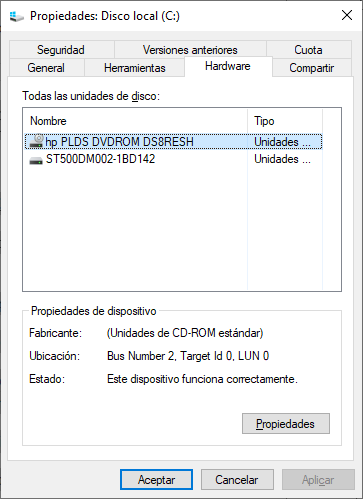 Propiedades: Disco local (C:)
Seguridad Versiones anteriores Cuota
General Herramientas Hardware Compartir
Todas las unidades de disco:
Nombre Tipo
hp PLDS DVDROM DS8RESH Unidades ...
ST500DM002-1BD142 Unidades ...
Propiedades de dispositivo
Fabricante: (Unidades de CD-ROM estándar)
Ubicación: Bus Number 2, Target Id 0, LUN 0
Estado: Este dispositivo funciona correctamente.
Propiedades
Aceptar Cancelar Aplicar